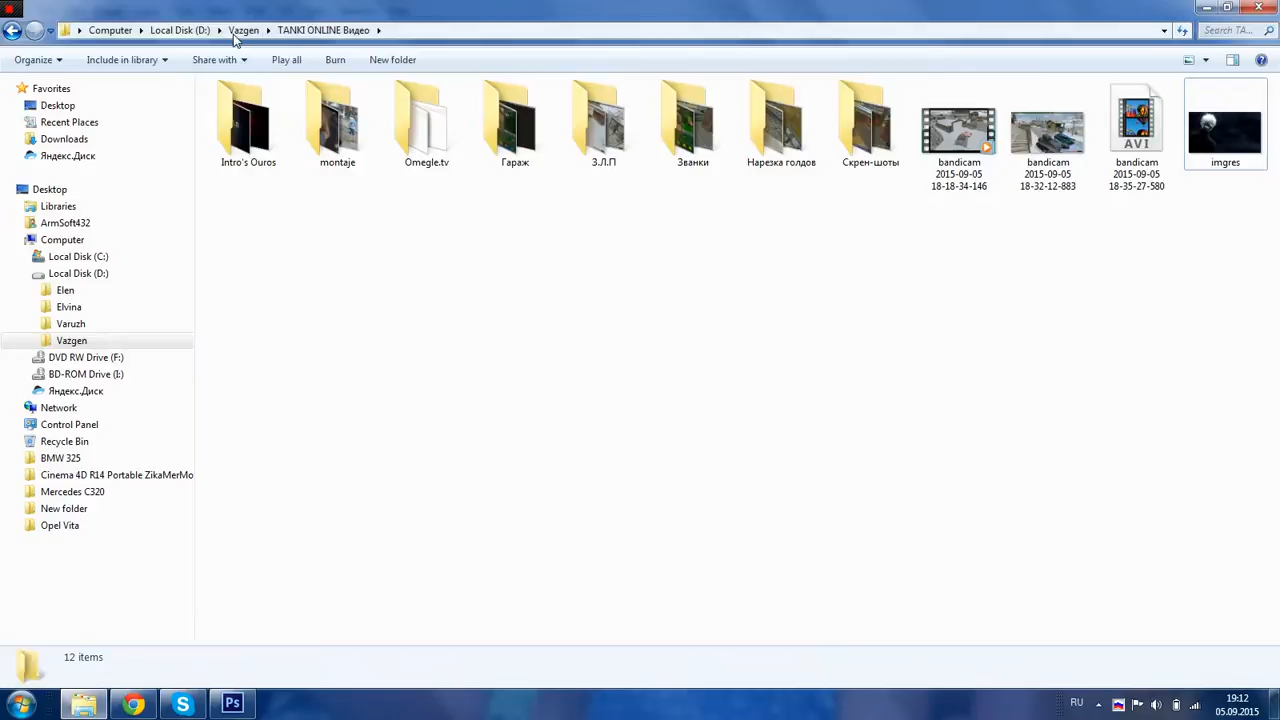 Computer Local Disk (D:) Vazgen TANKI ONLINE Видео
Search TA...
Organize Include in library Share with Play all Burn New folder
Favorites
Desktop
Recent Places
Downloads
Яндекс.Диск
Desktop
Libraries
ArmSoft432
Computer
Local Disk (C:)
Local Disk (D:)
Elen
Elvina
Varuzh
Vazgen
DVD RW Drive (F:)
BD-ROM Drive (I:)
Яндекс.Диск
Network
Control Panel
Recycle Bin
BMW 325
Cinema 4D R14 Portable ZikaMerMo
Mercedes C320
New folder
Opel Vita
Intro's Ouros
montaje
Omegle.tv
Гараж
З.Л.П
Званки
Нарезка голдов
Скрен-шоты
bandicam
2015-09-05
18-18-34-146
bandicam
2015-09-05
18-32-12-883
AVI
bandicam
2015-09-05
18-35-27-580
imgres
12 items
S
Ps
RU
19:12
05.09.2015